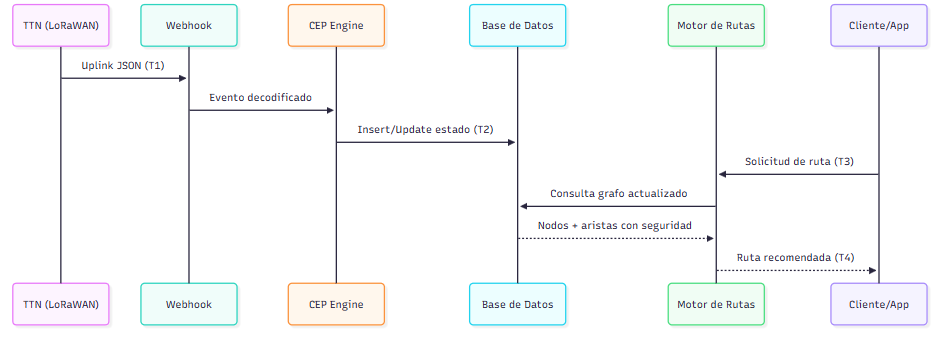 TTN (LoRaWAN)
Webhook
CEP Engine
Base de Datos
Motor de Rutas
Cliente/App
Uplink JSON (T1)
Evento decodificado
Insert/Update estado (T2)
Solicitud de ruta (T3)
Consulta grafo actualizado
Nodos + aristas con seguridad
Ruta recomendada (T4)
TTN (LoRaWAN)
Webhook
CEP Engine
Base de Datos
Motor de Rutas
Cliente/App